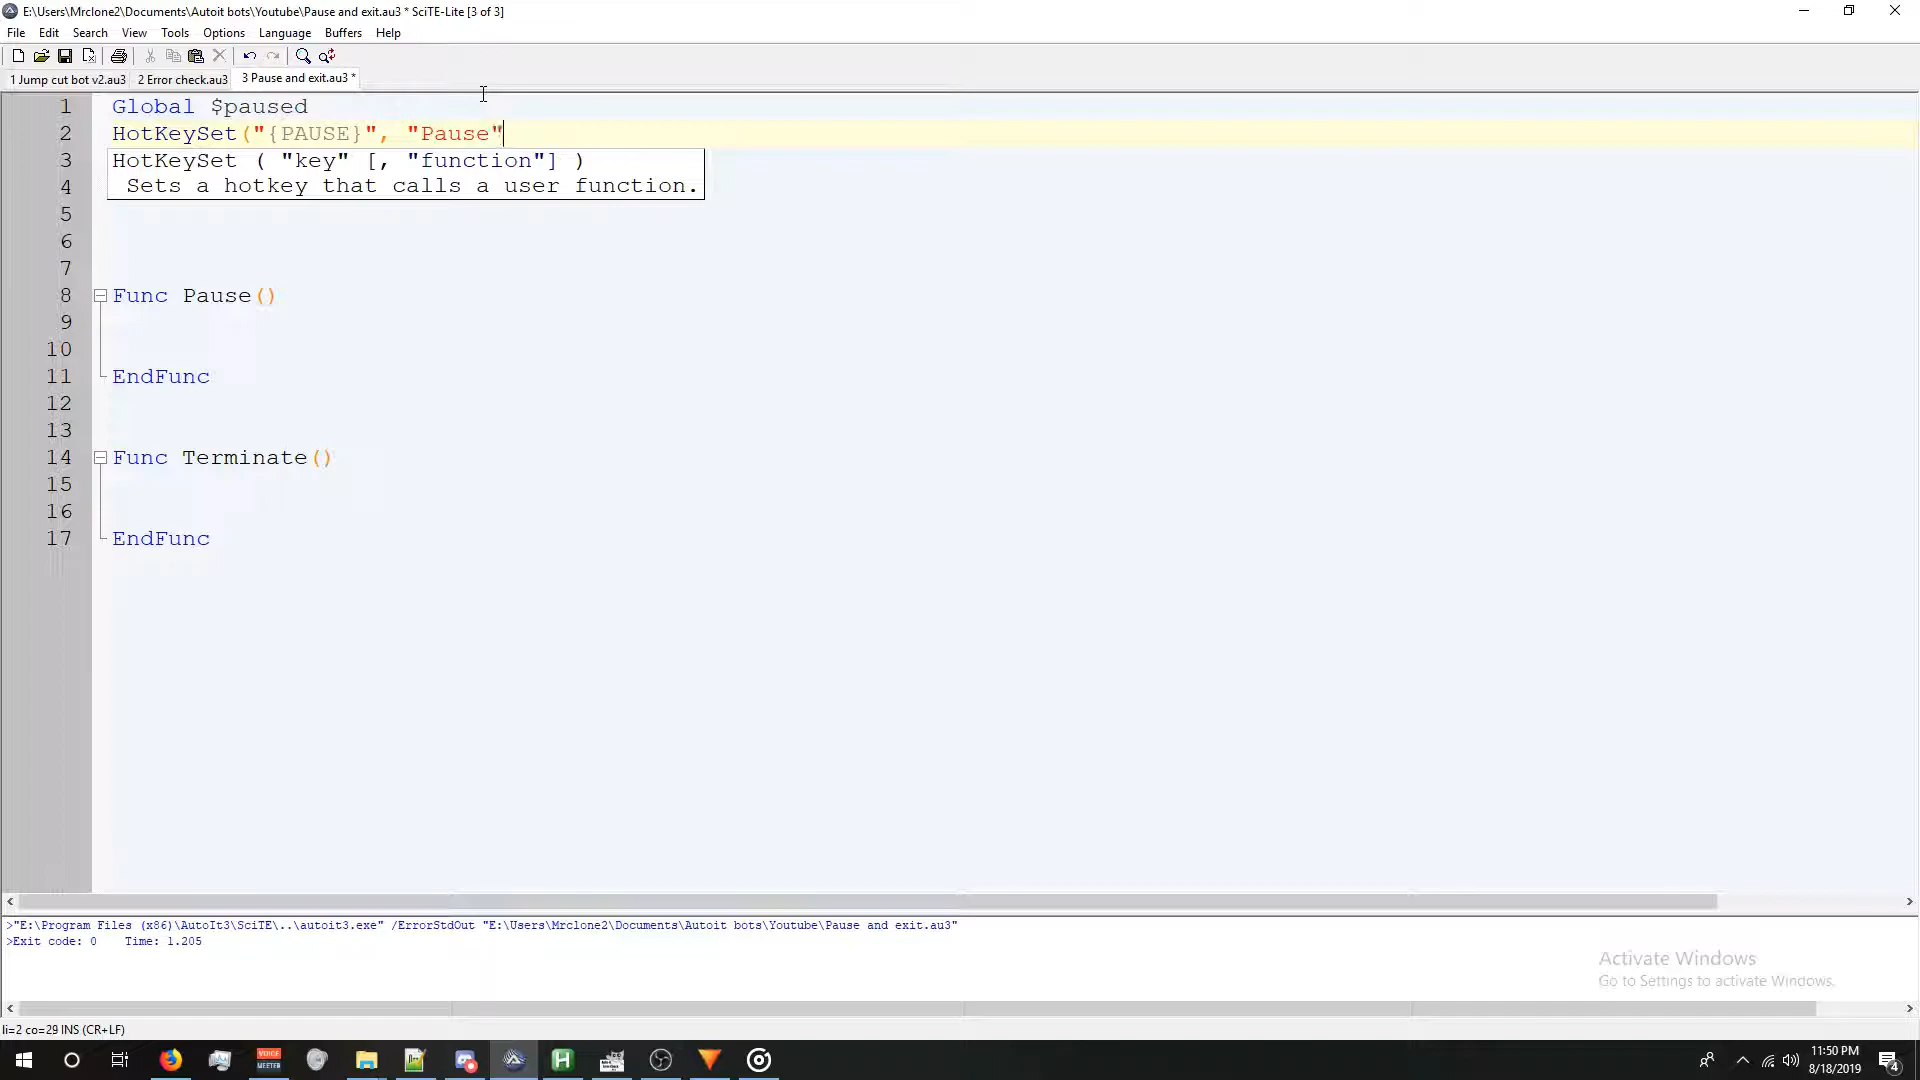 E:\Users\Mrclone2\Documents\Autoit bots\Youtube\Pause and exit.au3 * SciTE-Lite [3 of 3]
File Edit Search View Tools Options Language Buffers Help
1 Jump cut bot v2.au3 2 Error check.au3 3 Pause and exit.au3 *
1 Global $paused
2 HotKeySet("{PAUSE}", "Pause"
3 HotKeySet ( "key" [, "function"] )
4 Sets a hotkey that calls a user function.
5
6
7
8 Func Pause()
9
10
11 EndFunc
12
13
14 Func Terminate()
15
16
17 EndFunc
>"E:\Program Files (x86)\AutoIt3\SciTE\..\autoit3.exe" /ErrorStdOut "E:\Users\Mrclone2\Documents\Autoit bots\Youtube\Pause and exit.au3"
>Exit code: 0 Time: 1.205
Activate Windows
Go to Settings to activate Windows.
li=2 co=29 INS (CR+LF)
VOICE
MEETER
H
11:50 PM
8/18/2019
4